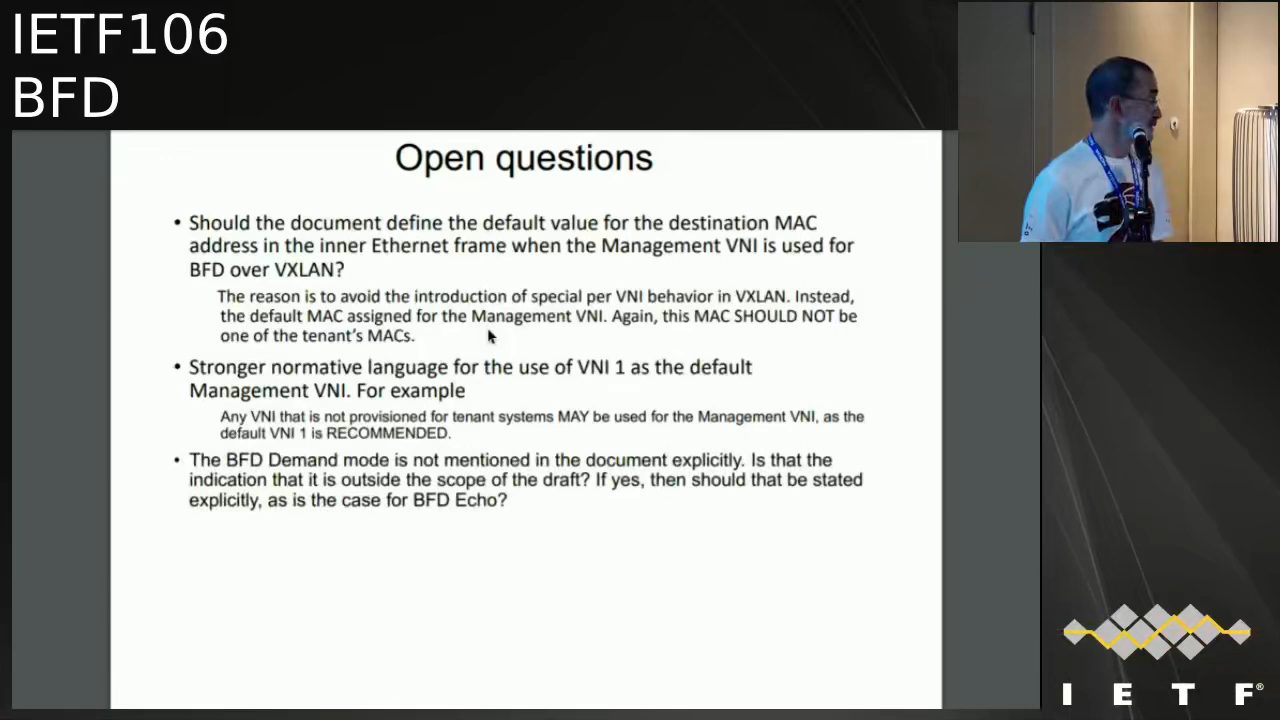 IETF106
BFD
Open questions
• Should the document define the default value for the destination MAC
address in the inner Ethernet frame when the Management VNI is used for
BFD over VXLAN?
The reason is to avoid the introduction of special per VNI behavior in VXLAN. Instead,
the default MAC assigned for the Management VNI. Again, this MAC SHOULD NOT be
one of the tenant's MACs.
• Stronger normative language for the use of VNI 1 as the default
Management VNI. For example
Any VNI that is not provisioned for tenant systems MAY be used for the Management VNI, as the
default VNI 1 is RECOMMENDED.
• The BFD Demand mode is not mentioned in the document explicitly. Is that the
indication that it is outside the scope of the draft? If yes, then should that be stated
explicitly, as is the case for BFD Echo?
I E T F®